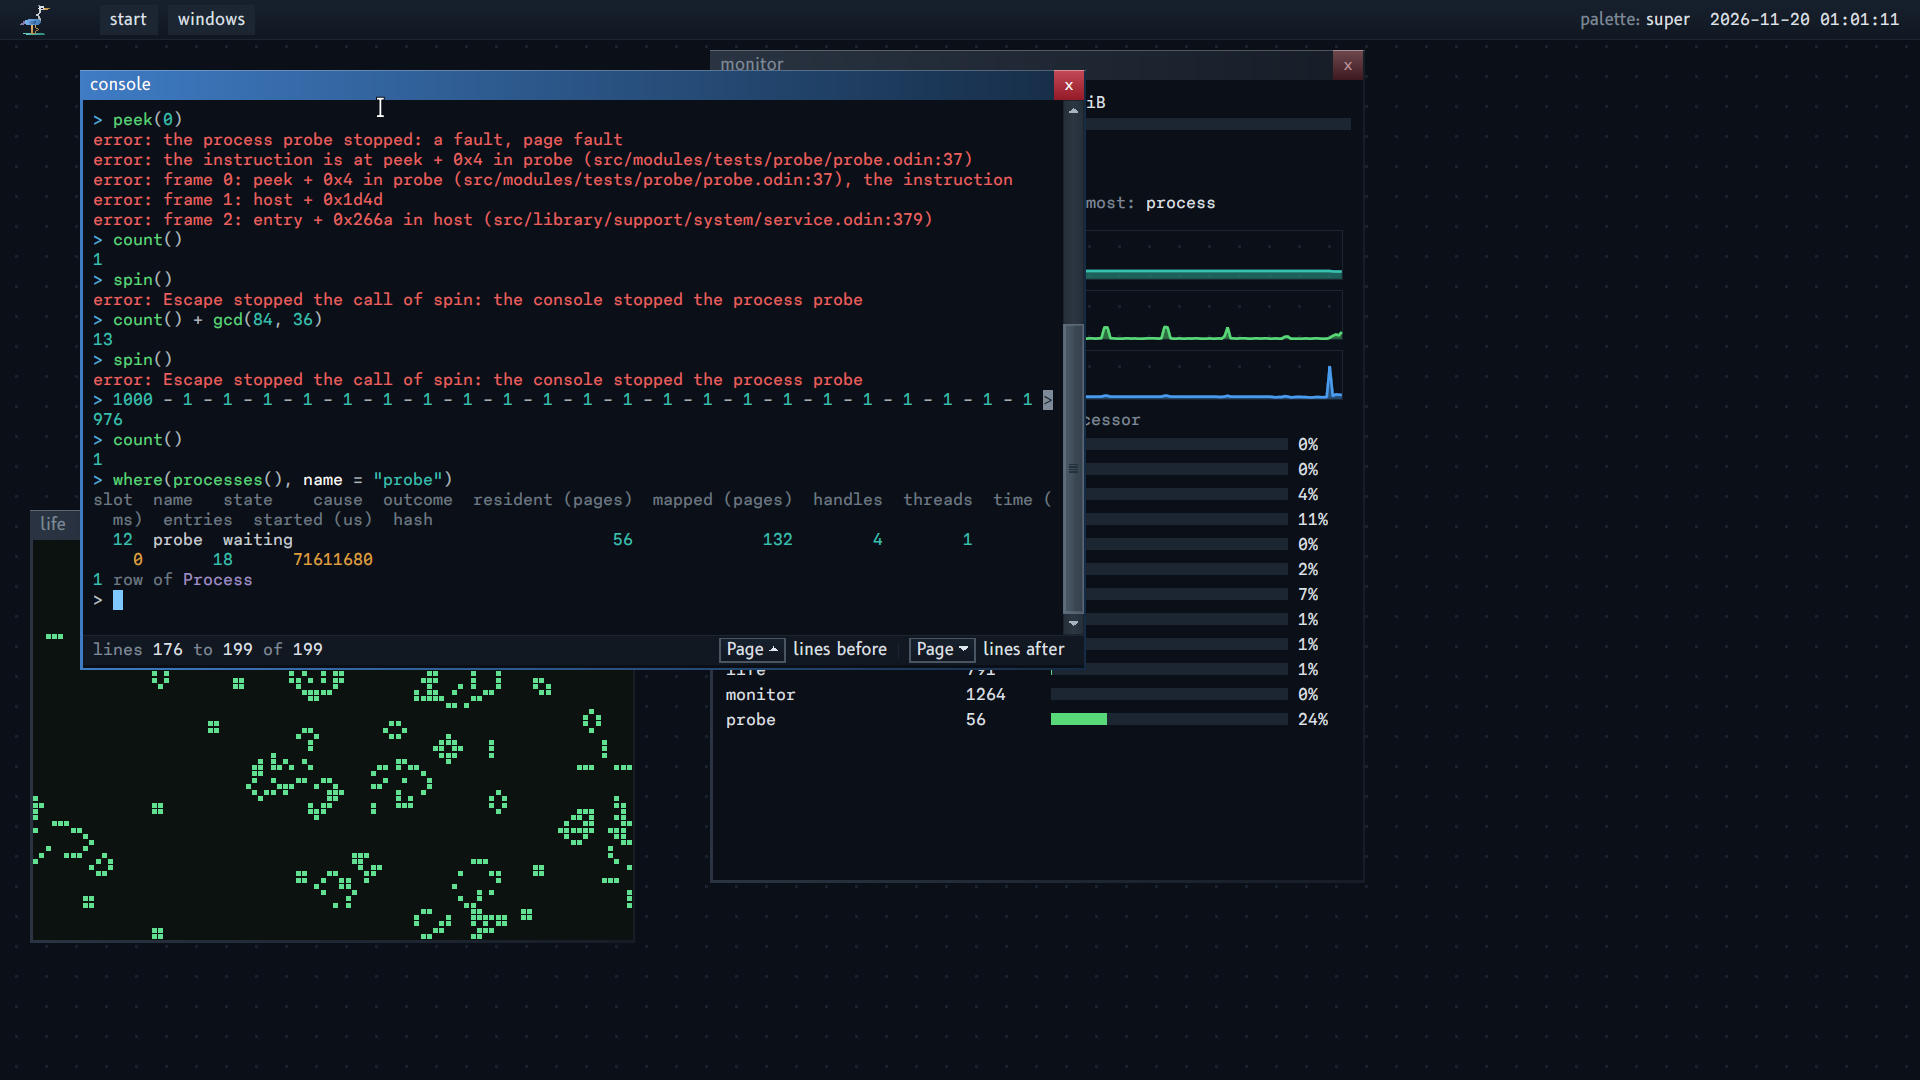 start windows
palette: super 2026-11-20 01:01:11
monitor x
console x
> peek(0)
error: the process probe stopped: a fault, page fault
error: the instruction is at peek + 0x4 in probe (src/modules/tests/probe/probe.odin:37)
error: frame 0: peek + 0x4 in probe (src/modules/tests/probe/probe.odin:37), the instruction
error: frame 1: host + 0x1d4d
error: frame 2: entry + 0x266a in host (src/library/support/system/service.odin:379)
> count()
1
> spin()
error: Escape stopped the call of spin: the console stopped the process probe
> count() + gcd(84, 36)
13
> spin()
error: Escape stopped the call of spin: the console stopped the process probe
> 1000 - 1 - 1 - 1 - 1 - 1 - 1 - 1 - 1 - 1 - 1 - 1 - 1 - 1 - 1 - 1 - 1 - 1 - 1 - 1 - 1 - 1 - 1 >
976
> count()
1
> where(processes(), name = "probe")
slot name state cause outcome resident (pages) mapped (pages) handles threads time (
ms) entries started (us) hash
12 probe waiting 56 132 4 1
0 18 71611680
1 row of Process
>
lines 176 to 199 of 199 Page lines before Page lines after
iB
most: process
cessor
0%
0%
4%
11%
0%
2%
7%
1%
1%
life 791 1%
monitor 1264 0%
probe 56 24%
life